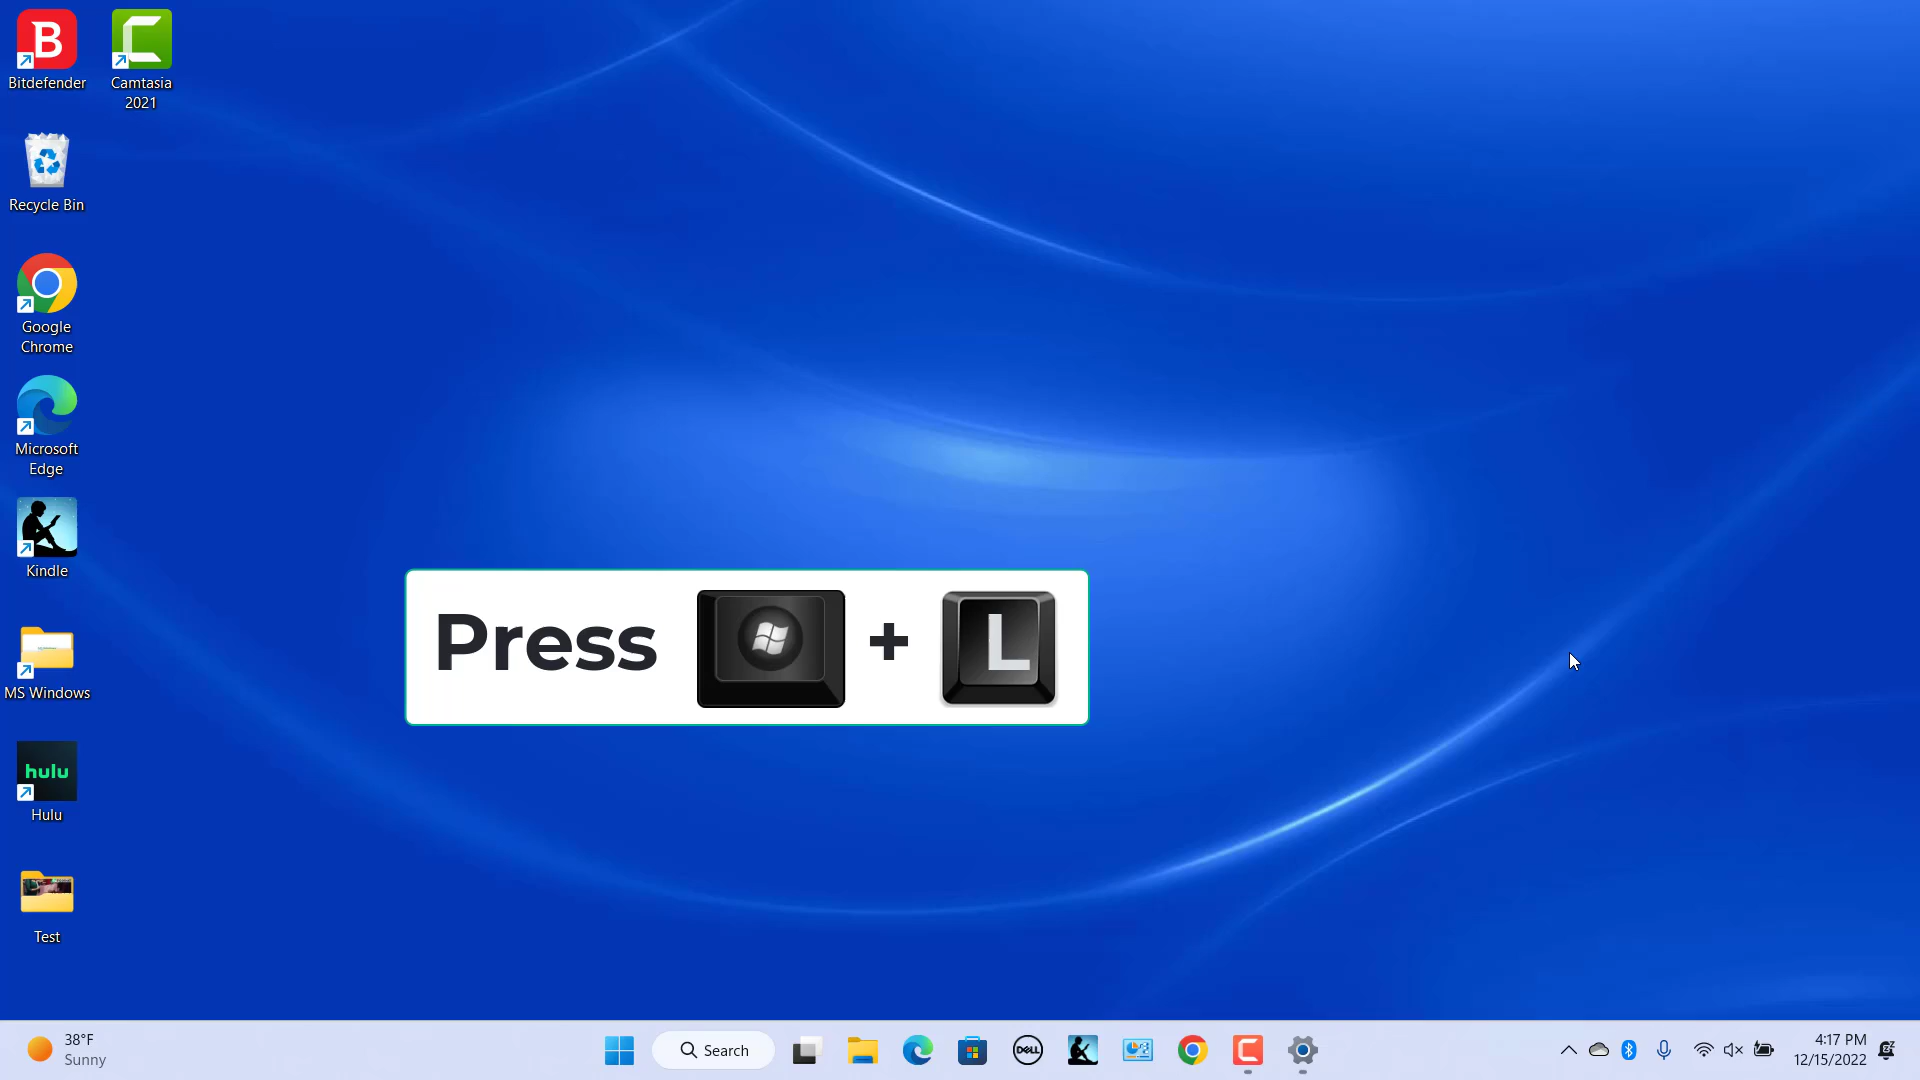 B
Bitdefender
Camtasia
2021
Recycle Bin
Google
Chrome
Microsoft
Edge
Kindle
MS Windows
hulu
Hulu
Test
Press + L
38°F
Sunny
Search
DELL
4:17 PM
12/15/2022